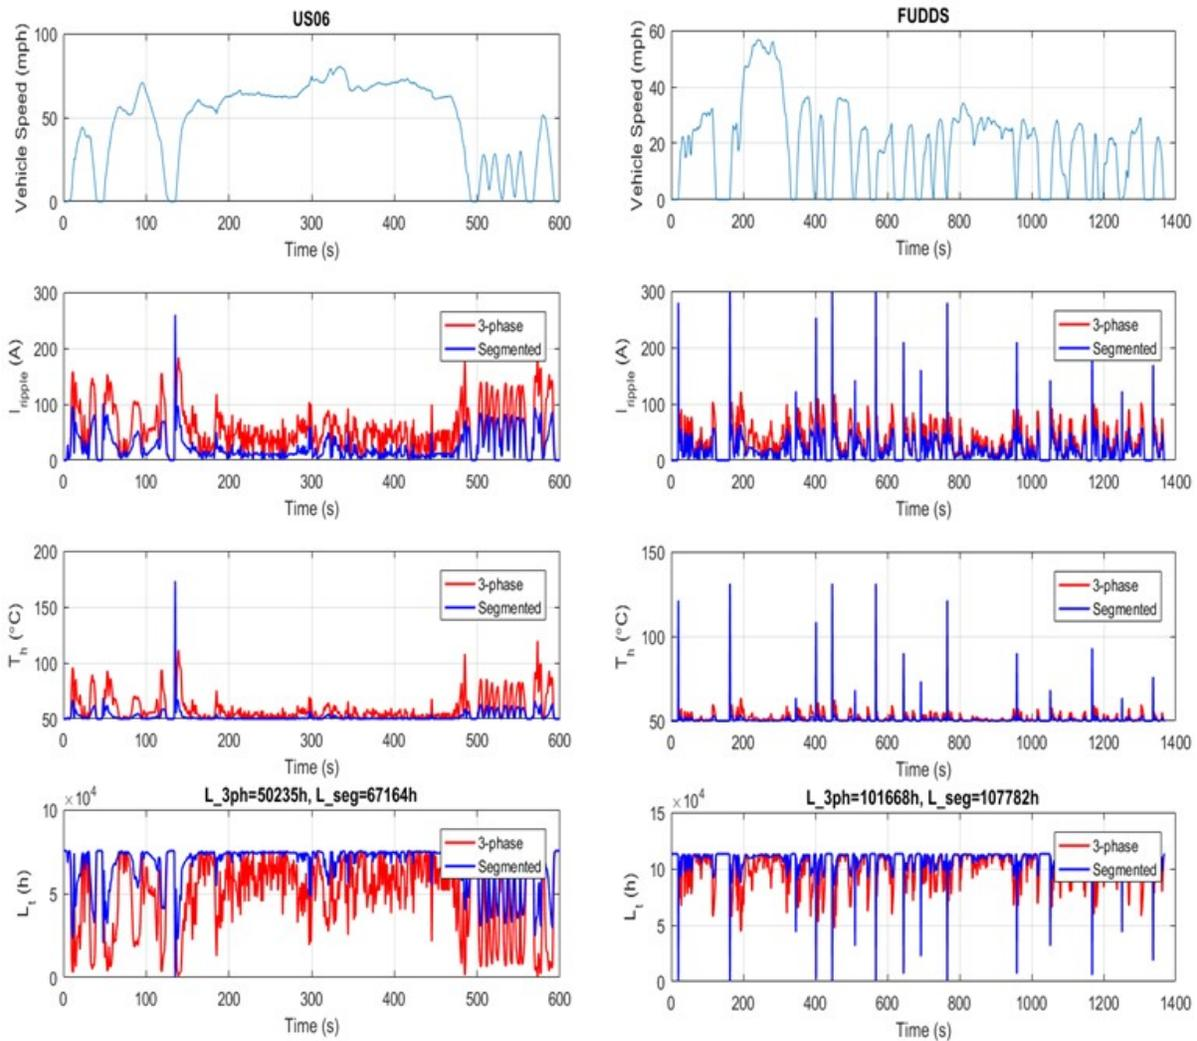 US06
Vehicle Speed (mph)
100
50
0
0 100 200 300 400 500 600
Time (s)
FUDDS
Vehicle Speed (mph)
60
40
20
0
0 200 400 600 800 1000 1200 1400
Time (s)
I_ripple (A)
300
200
100
0
3-phase
Segmented
0 100 200 300 400 500 600
Time (s)
I_ripple (A)
300
200
100
0
3-phase
Segmented
0 200 400 600 800 1000 1200 1400
Time (s)
T_h (°C)
200
150
100
50
3-phase
Segmented
0 100 200 300 400 500 600
Time (s)
T_h (°C)
150
100
50
3-phase
Segmented
0 200 400 600 800 1000 1200 1400
Time (s)
L_3ph=50235h, L_seg=67164h
× 10^4
L_t (h)
10
5
0
3-phase
Segmented
0 100 200 300 400 500 600
Time (s)
L_3ph=101668h, L_seg=107782h
× 10^4
L_t (h)
15
10
5
0
3-phase
Segmented
0 200 400 600 800 1000 1200 1400
Time (s)